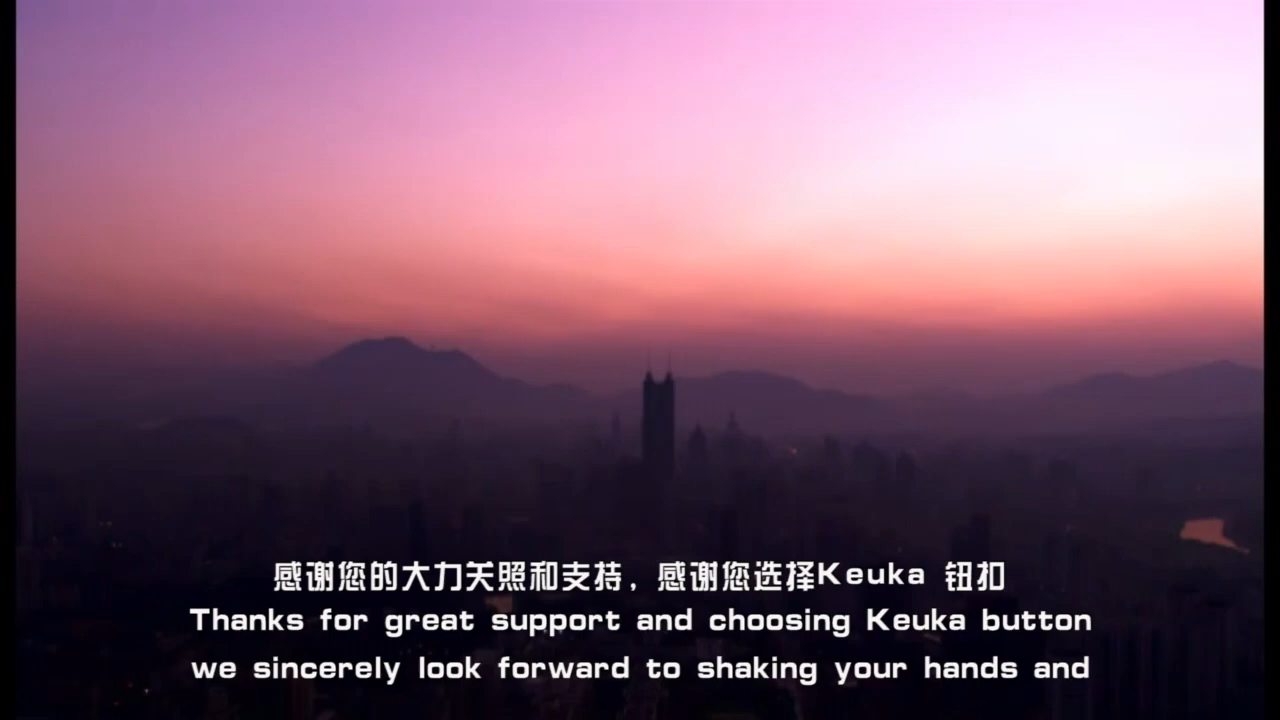 感谢您的大力关照和支持，感谢您选择Keuka 钮扣
Thanks for great support and choosing Keuka button
we sincerely look forward to shaking your hands and